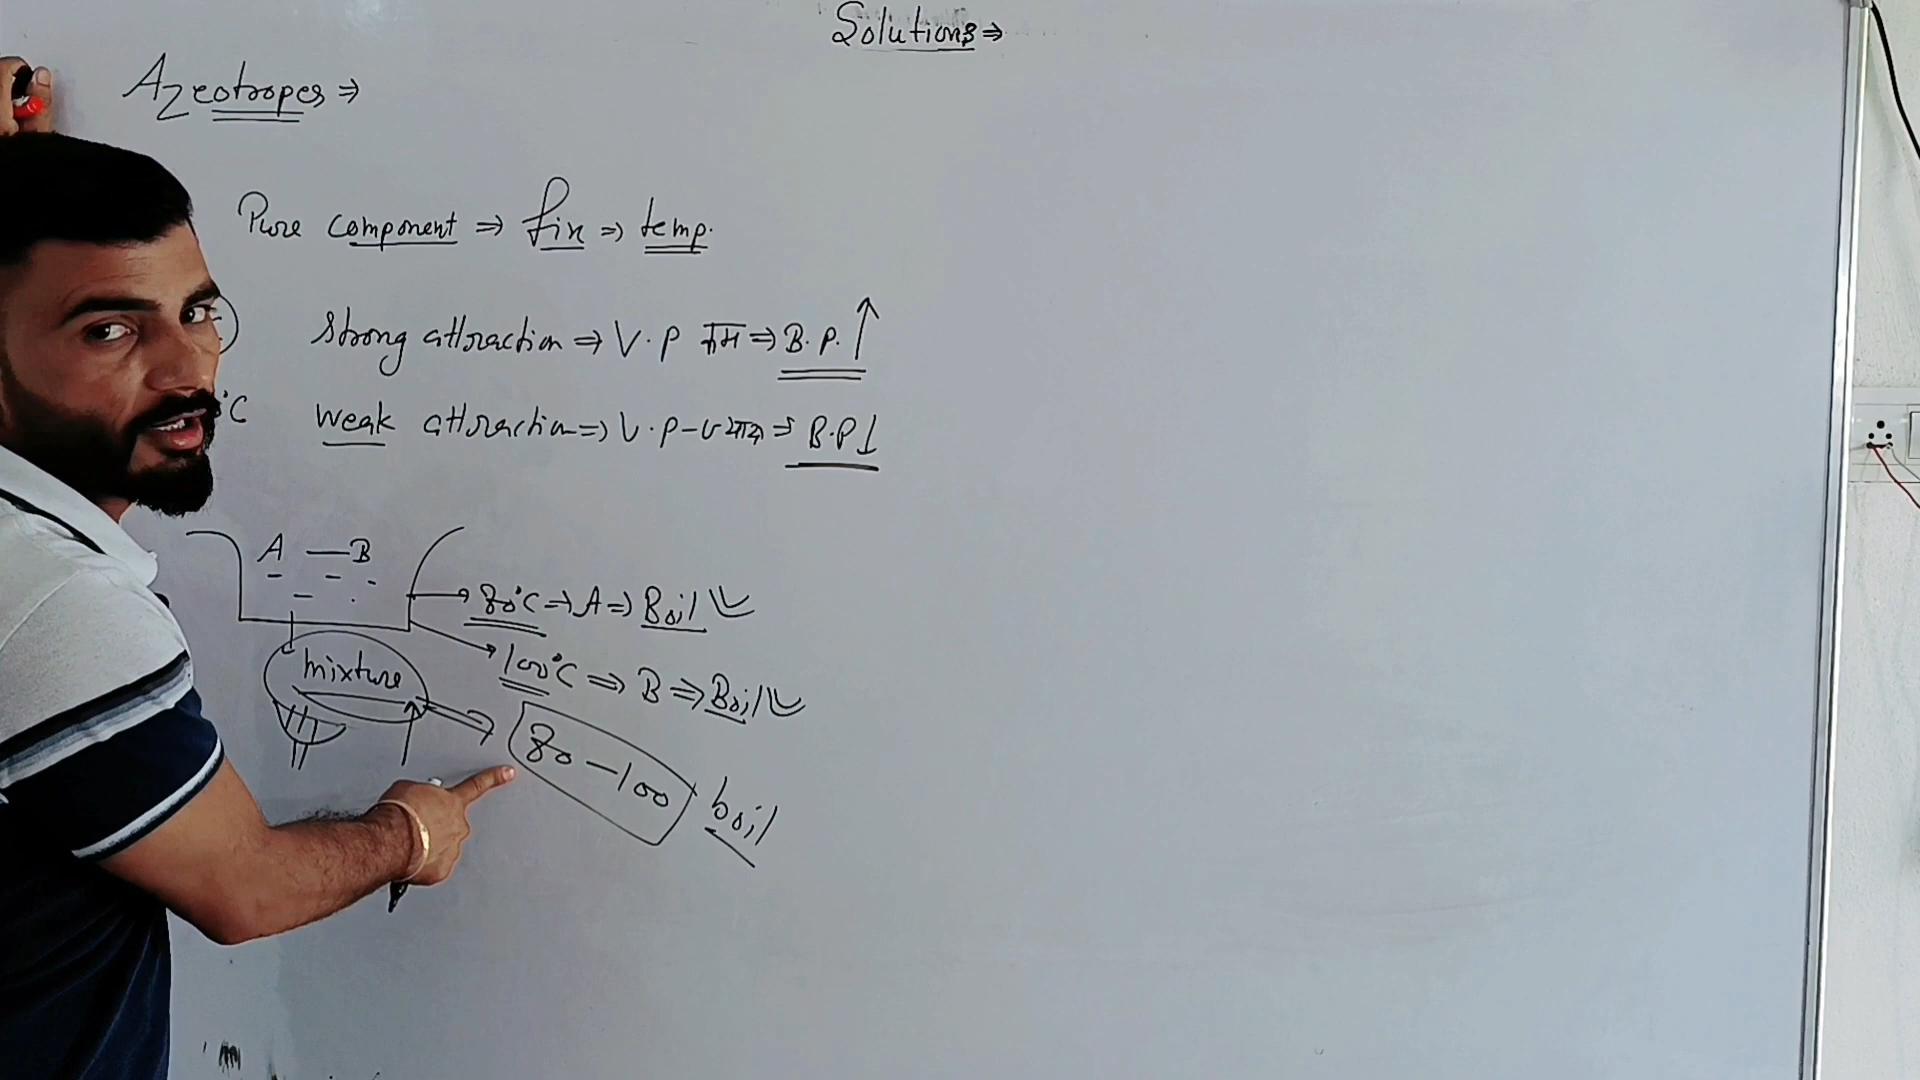 Solutions ⇒
Azeotropes ⇒
Pure component ⇒ fix ⇒ temp.
Strong attraction ⇒ V.P कम ⇒ B.P. ↑
°C weak attraction ⇒ V.P - ज्यादा ⇒ B.P ↓
A — B
80°C ⇒ A ⇒ Boil
mixture
100°C ⇒ B ⇒ Boil
80 — 100 boil